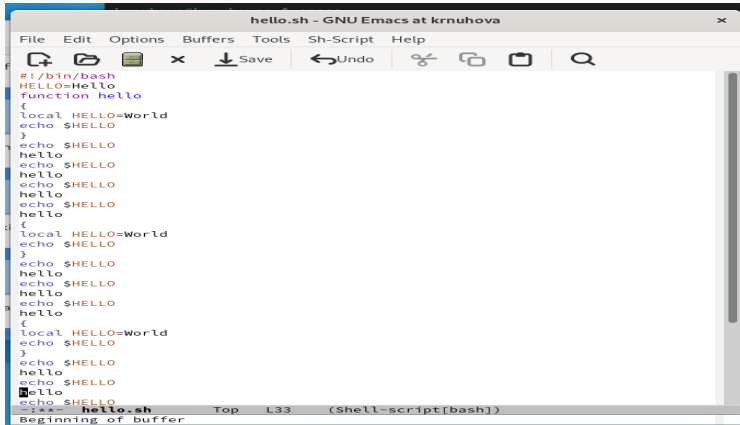 hello.sh - GNU Emacs at krnuhova
File Edit Options Buffers Tools Sh-Script Help
Save Undo
#!/bin/bash
HELLO=Hello
function hello
{
local HELLO=World
echo $HELLO
}
echo $HELLO
hello
echo $HELLO
hello
echo $HELLO
hello
echo $HELLO
hello
{
local HELLO=World
echo $HELLO
}
echo $HELLO
hello
echo $HELLO
hello
echo $HELLO
hello
{
local HELLO=World
echo $HELLO
}
echo $HELLO
hello
echo $HELLO
hello
echo $HELLO
-:**- hello.sh Top L33 (Shell-script[bash])
Beginning of buffer